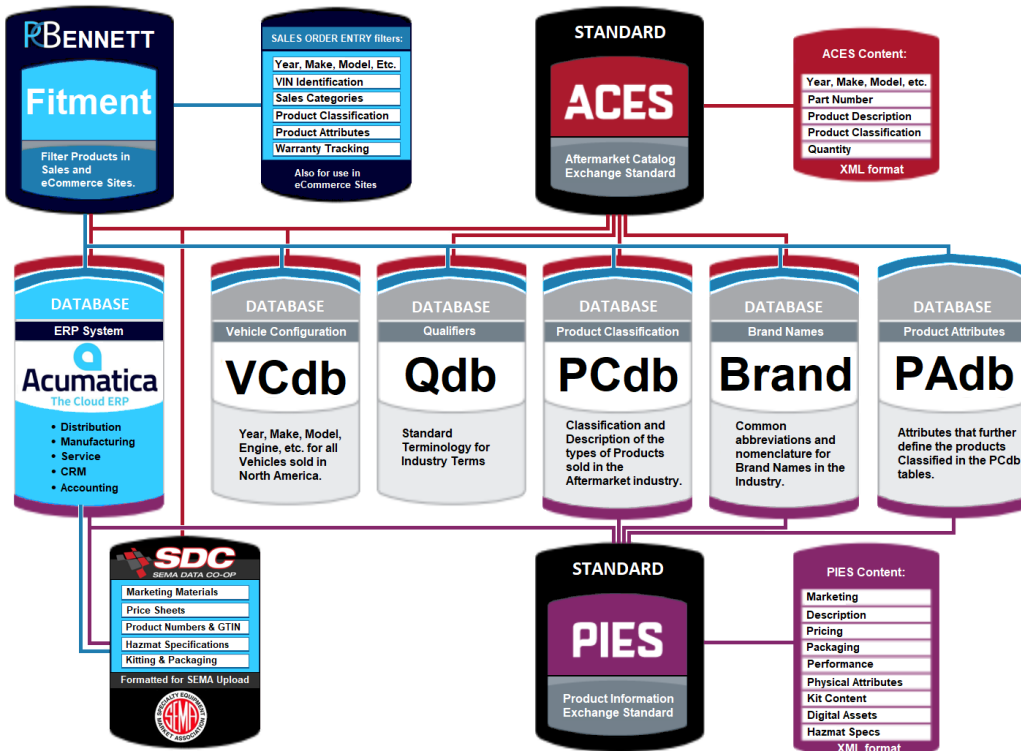 RCBENNETT
Fitment
Filter Products in
Sales and
eCommerce Sites.
SALES ORDER ENTRY filters:
Year, Make, Model, Etc.
VIN Identification
Sales Categories
Product Classification
Product Attributes
Warranty Tracking
Also for use in
eCommerce Sites
STANDARD
ACES
Aftermarket Catalog
Exchange Standard
ACES Content:
Year, Make, Model, etc.
Part Number
Product Description
Product Classification
Quantity
XML format
DATABASE
ERP System
Acumatica
The Cloud ERP
• Distribution
• Manufacturing
• Service
• CRM
• Accounting
DATABASE
Vehicle Configuration
VCdb
Year, Make, Model,
Engine, etc. for all
Vehicles sold in
North America.
DATABASE
Qualifiers
Qdb
Standard
Terminology for
Industry Terms
DATABASE
Product Classification
PCdb
Classification and
Description of the
types of Products
sold in the
Aftermarket industry.
DATABASE
Brand Names
Brand
Common
abbreviations and
nomenclature for
Brand Names in the
Industry.
DATABASE
Product Attributes
PAdb
Attributes that further
define the products
Classified in the PCdb
tables.
SDC
SEMA DATA CO-OP
Marketing Materials
Price Sheets
Product Numbers & GTIN
Hazmat Specifications
Kitting & Packaging
Formatted for SEMA Upload
SPECIALTY EQUIPMENT
SEMA
MARKET ASSOCIATION
STANDARD
PIES
Product Information
Exchange Standard
PIES Content:
Marketing
Description
Pricing
Packaging
Performance
Physical Attributes
Kit Content
Digital Assets
Hazmat Specs
XML format